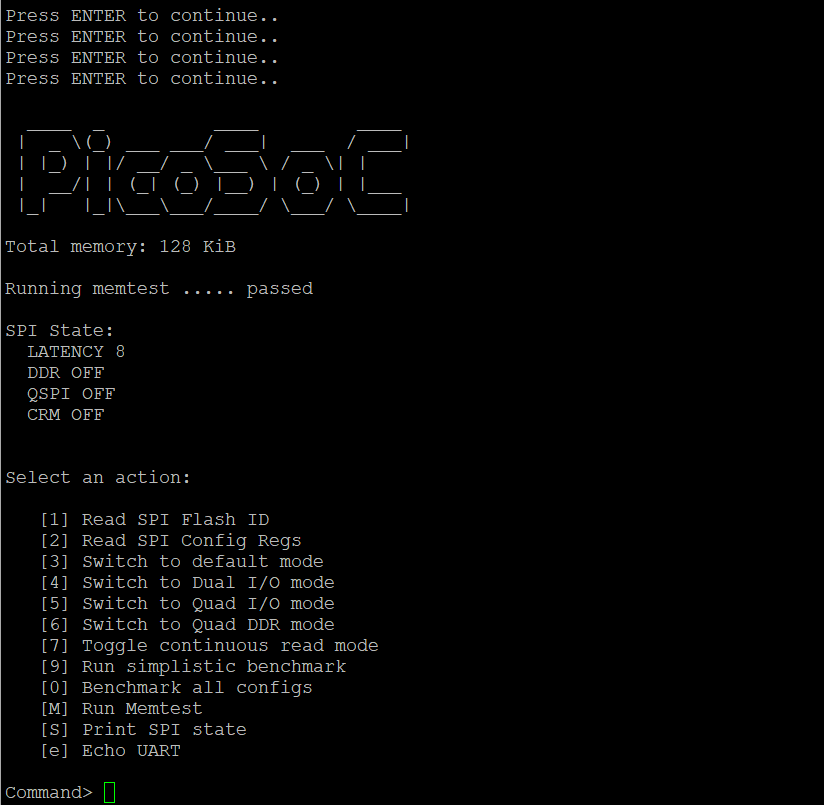 Press ENTER to continue..
Press ENTER to continue..
Press ENTER to continue..
Press ENTER to continue..
PicoSoC
Total memory: 128 KiB
Running memtest ..... passed
SPI State:
LATENCY 8
DDR OFF
QSPI OFF
CRM OFF
Select an action:
[1] Read SPI Flash ID
[2] Read SPI Config Regs
[3] Switch to default mode
[4] Switch to Dual I/O mode
[5] Switch to Quad I/O mode
[6] Switch to Quad DDR mode
[7] Toggle continuous read mode
[9] Run simplistic benchmark
[0] Benchmark all configs
[M] Run Memtest
[S] Print SPI state
[e] Echo UART
Command>